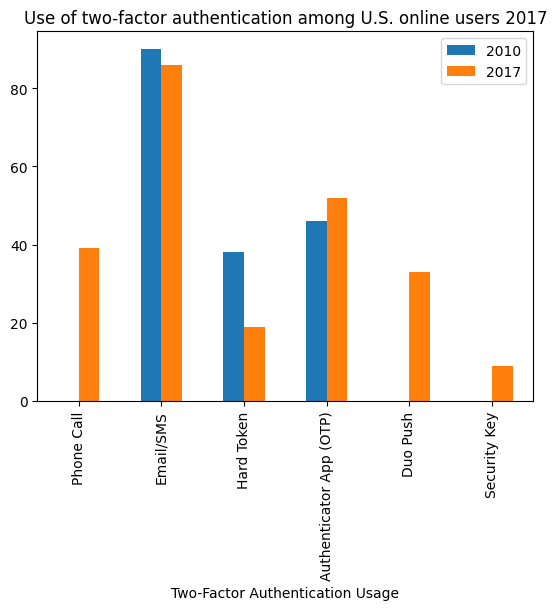 Use of two-factor authentication among U.S. online users 2017
2010
2017
80
60
40
20
0
Phone Call
Email/SMS
Hard Token
Authenticator App (OTP)
Duo Push
Security Key
Two-Factor Authentication Usage